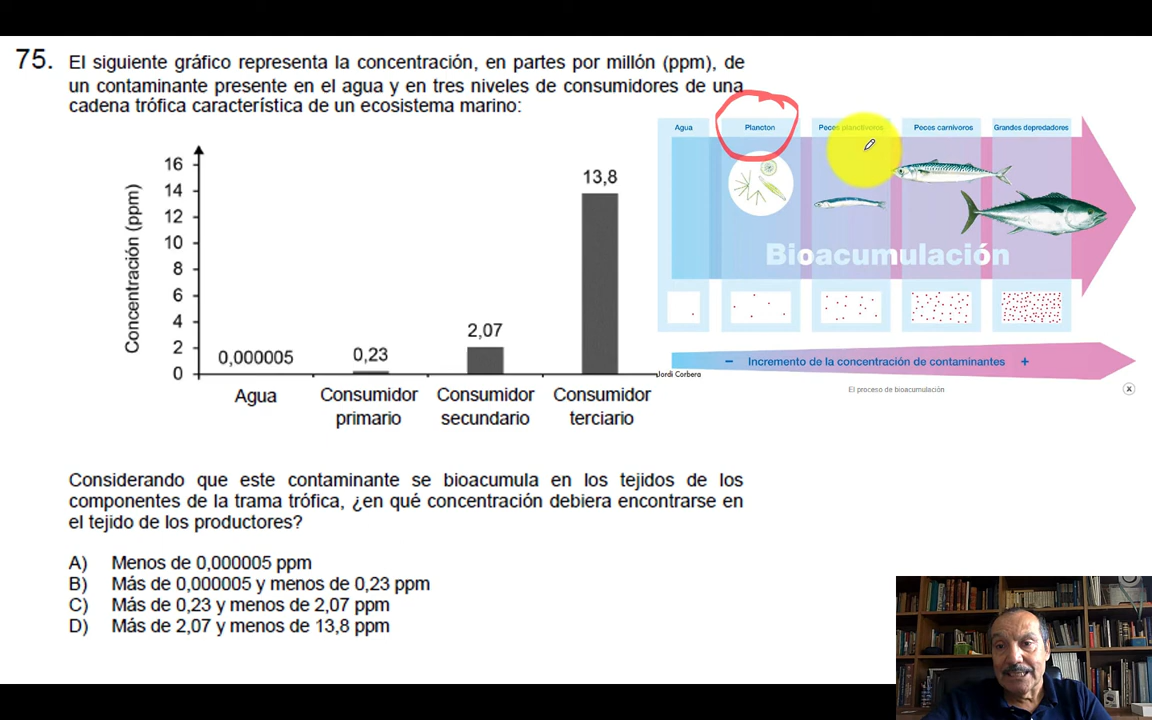 75. El siguiente gráfico representa la concentración, en partes por millón (ppm), de
un contaminante presente en el agua y en tres niveles de consumidores de una
cadena trófica característica de un ecosistema marino:
Concentración (ppm)
16
14
12
10
8
6
4
2
0
0,000005
0,23
2,07
13,8
Agua
Consumidor
primario
Consumidor
secundario
Consumidor
terciario
Agua
Plancton
Peces planctívoros
Peces carnívoros
Grandes depredadores
Bioacumulación
– Incremento de la concentración de contaminantes +
Jordi Corbera
El proceso de bioacumulación
X
Considerando que este contaminante se bioacumula en los tejidos de los
componentes de la trama trófica, ¿en qué concentración debiera encontrarse en
el tejido de los productores?
A) Menos de 0,000005 ppm
B) Más de 0,000005 y menos de 0,23 ppm
C) Más de 0,23 y menos de 2,07 ppm
D) Más de 2,07 y menos de 13,8 ppm